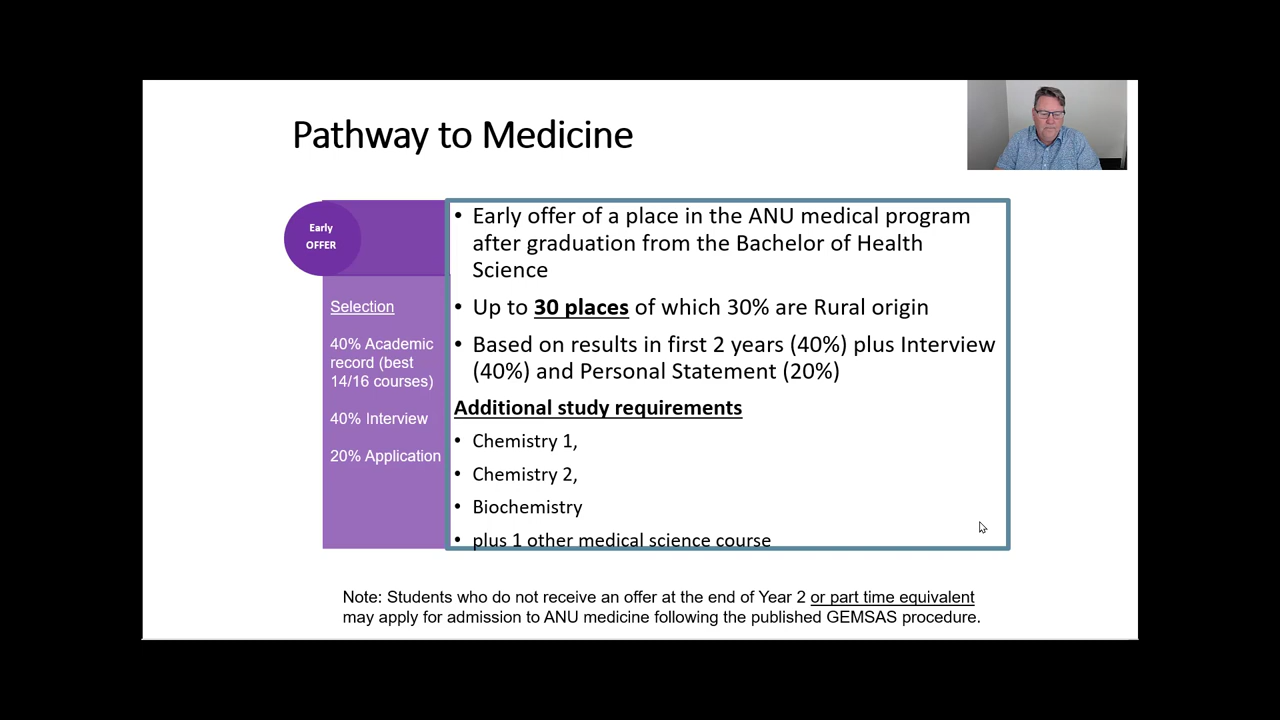 Pathway to Medicine
Early
OFFER
Selection
40% Academic
record (best
14/16 courses)
40% Interview
20% Application
• Early offer of a place in the ANU medical program
after graduation from the Bachelor of Health
Science
• Up to 30 places of which 30% are Rural origin
• Based on results in first 2 years (40%) plus Interview
(40%) and Personal Statement (20%)
Additional study requirements
• Chemistry 1,
• Chemistry 2,
• Biochemistry
• plus 1 other medical science course
Note: Students who do not receive an offer at the end of Year 2 or part time equivalent
may apply for admission to ANU medicine following the published GEMSAS procedure.